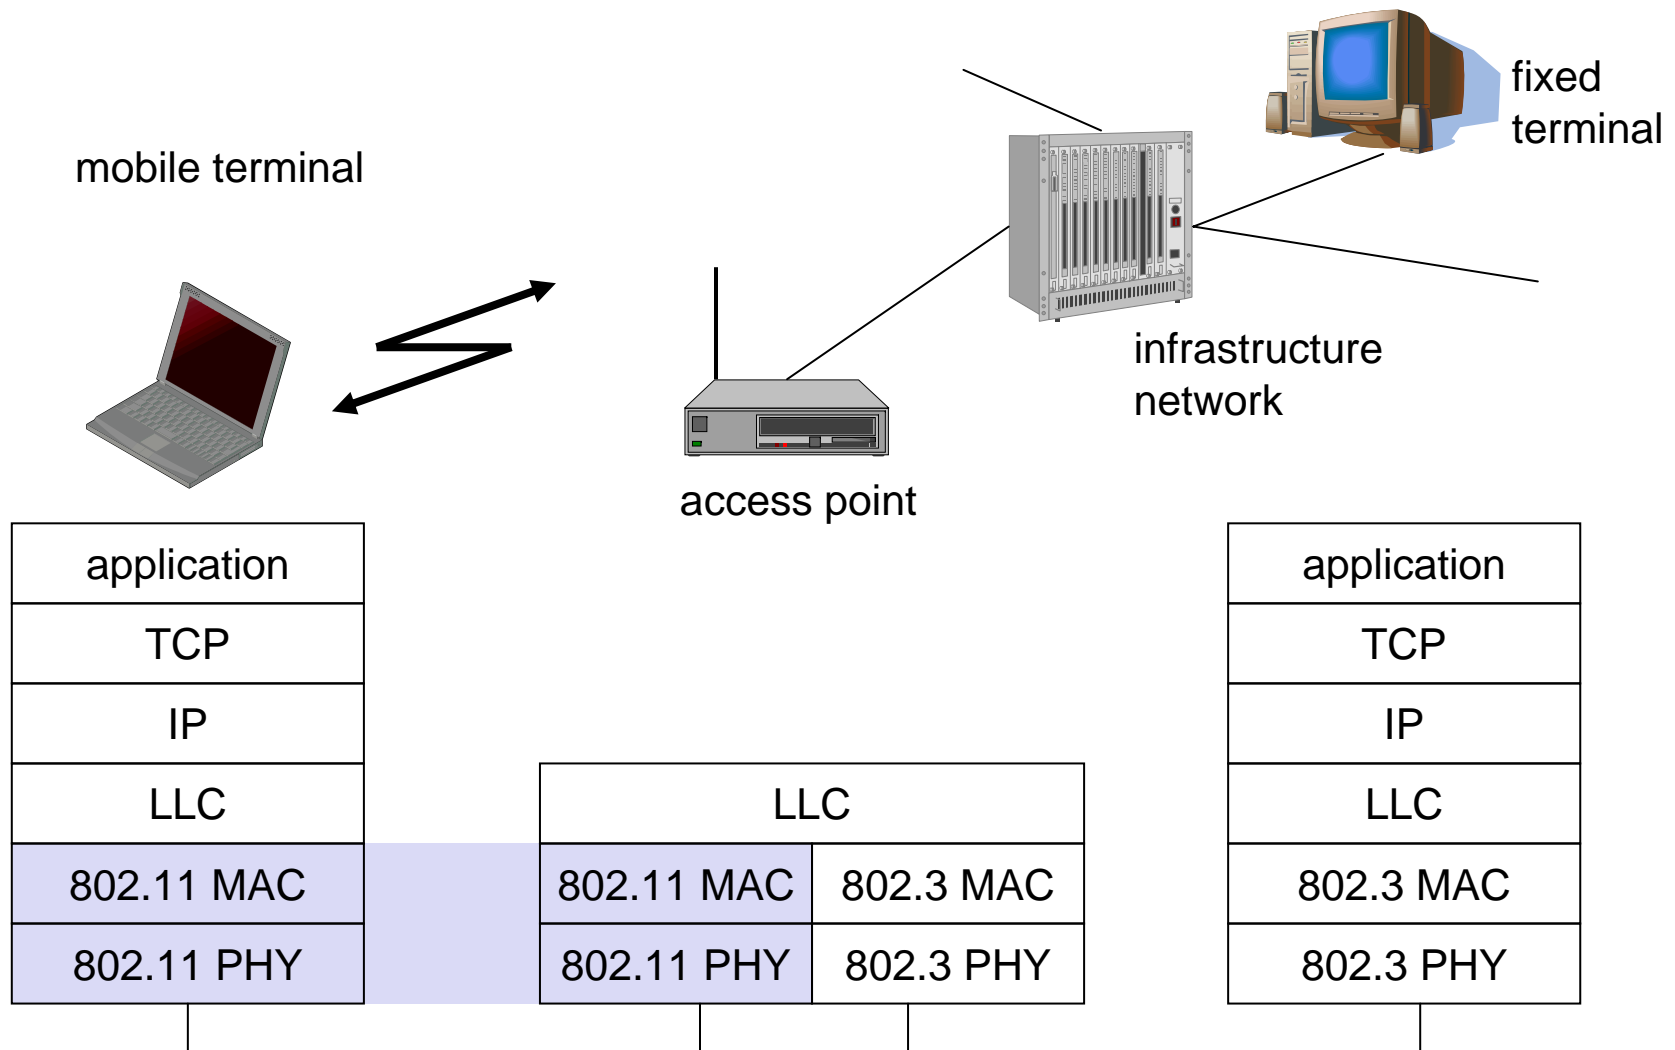 fixed
terminal
mobile terminal
infrastructure
network
access point
application
TCP
IP
LLC
802.11 MAC
802.11 PHY
LLC
802.11 MAC
802.3 MAC
802.11 PHY
802.3 PHY
application
TCP
IP
LLC
802.3 MAC
802.3 PHY